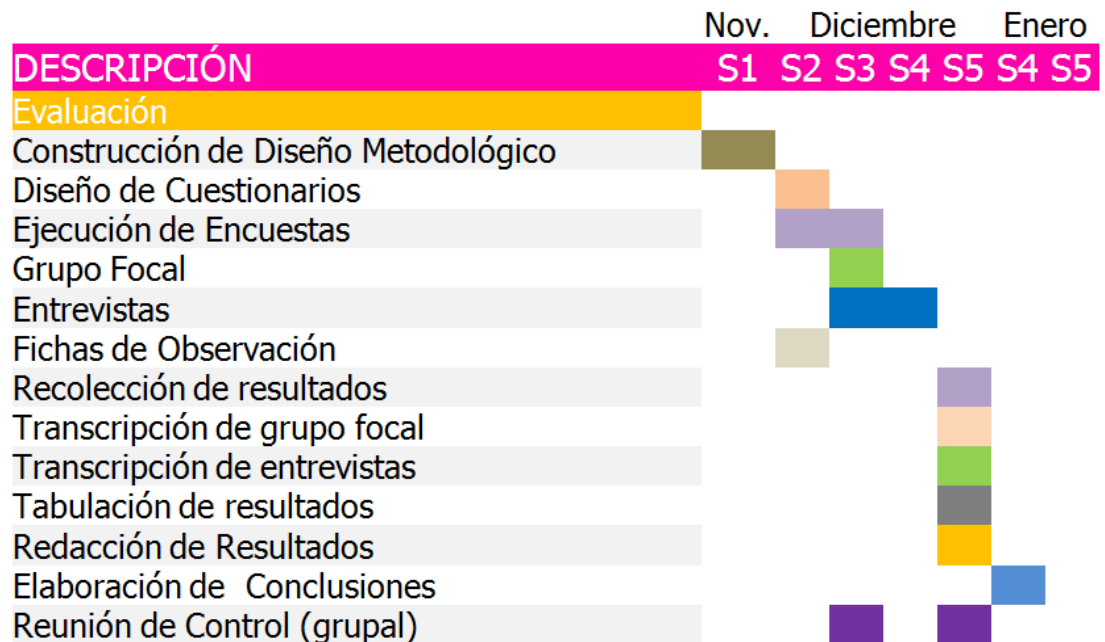 Nov. Diciembre Enero
DESCRIPCIÓN S1 S2 S3 S4 S5 S4 S5
Evaluación
Construcción de Diseño Metodológico
Diseño de Cuestionarios
Ejecución de Encuestas
Grupo Focal
Entrevistas
Fichas de Observación
Recolección de resultados
Transcripción de grupo focal
Transcripción de entrevistas
Tabulación de resultados
Redacción de Resultados
Elaboración de Conclusiones
Reunión de Control (grupal)